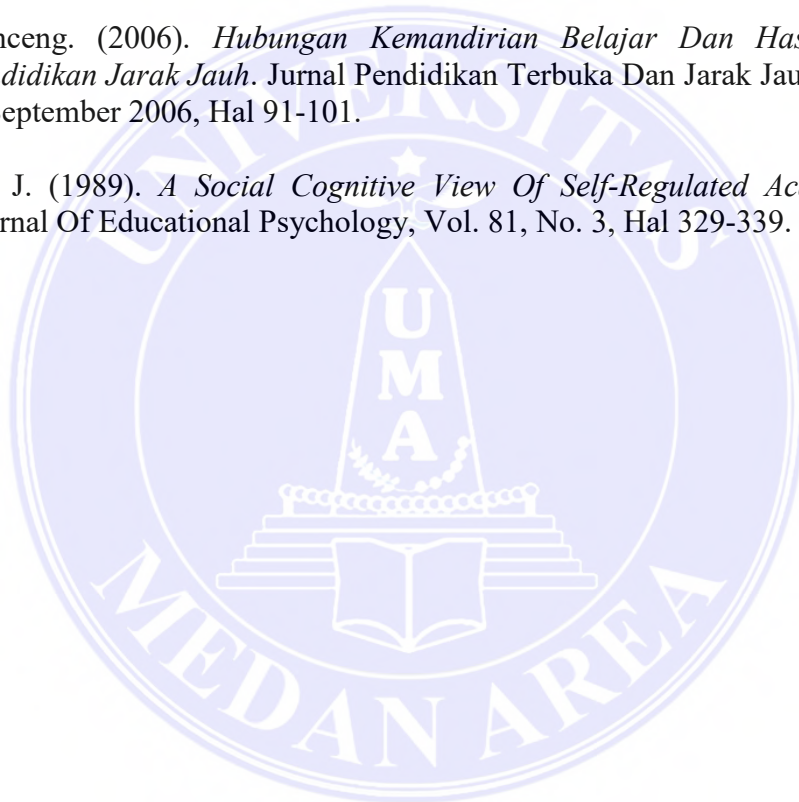 nceng. (2006). Hubungan Kemandirian Belajar Dan Has
didikan Jarak Jauh. Jurnal Pendidikan Terbuka Dan Jarak Jau
eptember 2006, Hal 91-101.
J. (1989). A Social Cognitive View Of Self-Regulated Ac
rnal Of Educational Psychology, Vol. 81, No. 3, Hal 329-339.
UNIVERSITAS
UMA
MEDAN AREA